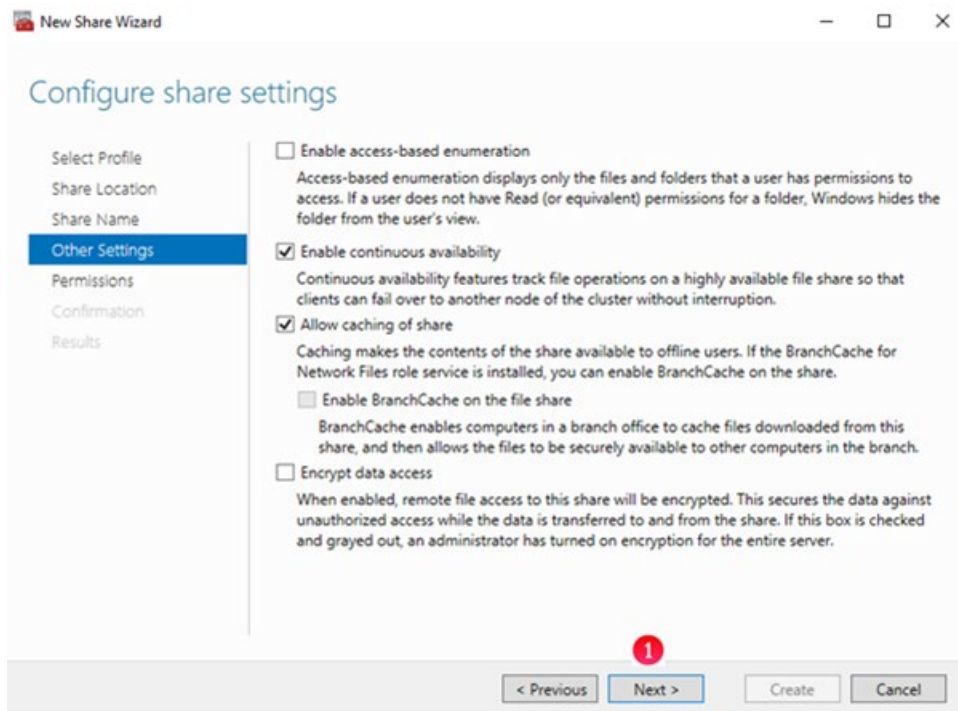 New Share Wizard
Configure share settings
Select Profile
Share Location
Share Name
Other Settings
Permissions
Confirmation
Results
Enable access-based enumeration
Access-based enumeration displays only the files and folders that a user has permissions to
access. If a user does not have Read (or equivalent) permissions for a folder, Windows hides the
folder from the user's view.
Enable continuous availability
Continuous availability features track file operations on a highly available file share so that
clients can fail over to another node of the cluster without interruption.
Allow caching of share
Caching makes the contents of the share available to offline users. If the BranchCache for
Network Files role service is installed, you can enable BranchCache on the share.
Enable BranchCache on the file share
BranchCache enables computers in a branch office to cache files downloaded from this
share, and then allows the files to be securely available to other computers in the branch.
Encrypt data access
When enabled, remote file access to this share will be encrypted. This secures the data against
unauthorized access while the data is transferred to and from the share. If this box is checked
and grayed out, an administrator has turned on encryption for the entire server.
1
< Previous
Next >
Create
Cancel